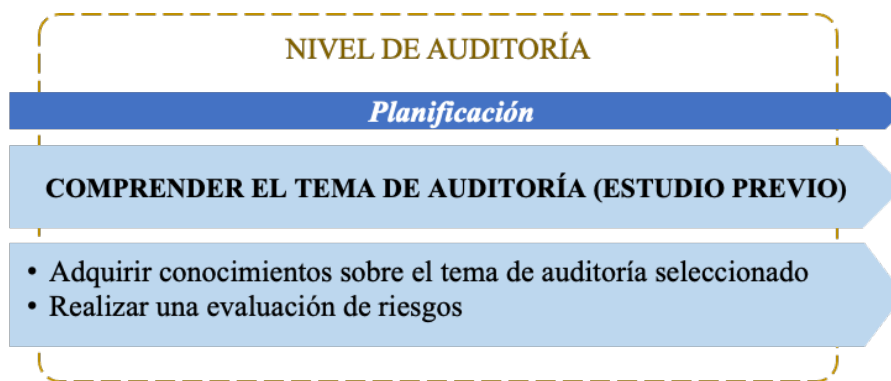 NIVEL DE AUDITORÍA
Planificación
COMPRENDER EL TEMA DE AUDITORÍA (ESTUDIO PREVIO)
• Adquirir conocimientos sobre el tema de auditoría seleccionado
• Realizar una evaluación de riesgos